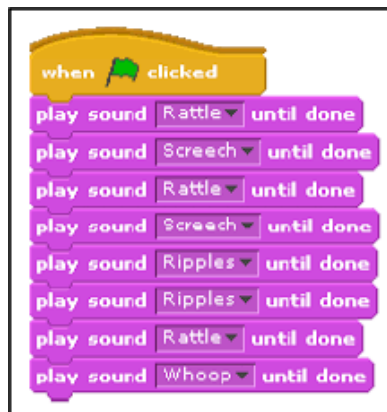 when clicked
play sound Rattle until done
play sound Screech until done
play sound Rattle until done
play sound Screech until done
play sound Ripples until done
play sound Ripples until done
play sound Rattle until done
play sound Whoop until done